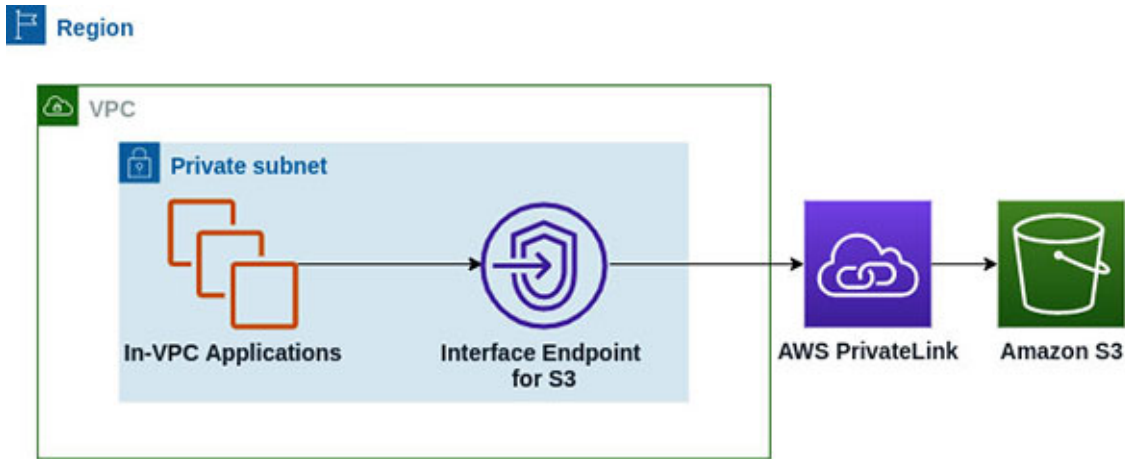 Region
VPC
Private subnet
In-VPC Applications
Interface Endpoint
for S3
AWS PrivateLink
Amazon S3